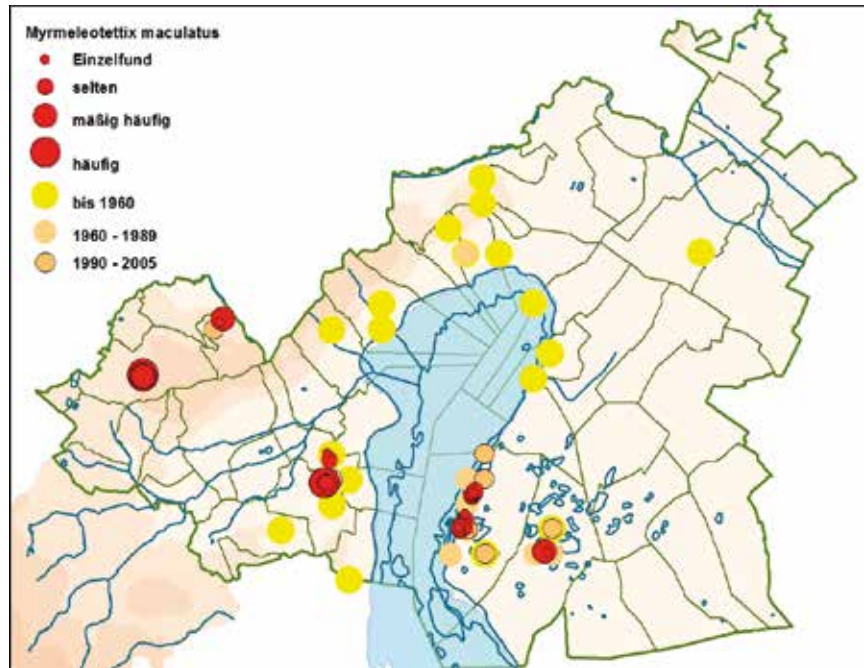 Myrmeleotettix maculatus
Einzelfund
selten
mäßig häufig
häufig
bis 1960
1960 - 1989
1990 - 2005